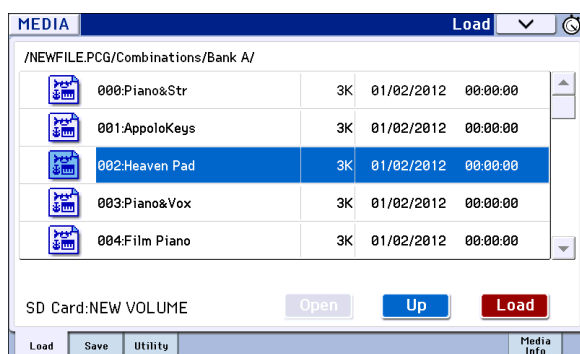 MEDIA Load
/NEWFILE.PCG/Combinations/Bank A/
000:Piano&Str 3K 01/02/2012 00:00:00
001:AppoloKeys 3K 01/02/2012 00:00:00
002:Heaven Pad 3K 01/02/2012 00:00:00
003:Piano&Vox 3K 01/02/2012 00:00:00
004:Film Piano 3K 01/02/2012 00:00:00
SD Card:NEW VOLUME Open Up Load
Load Save Utility Media
Info